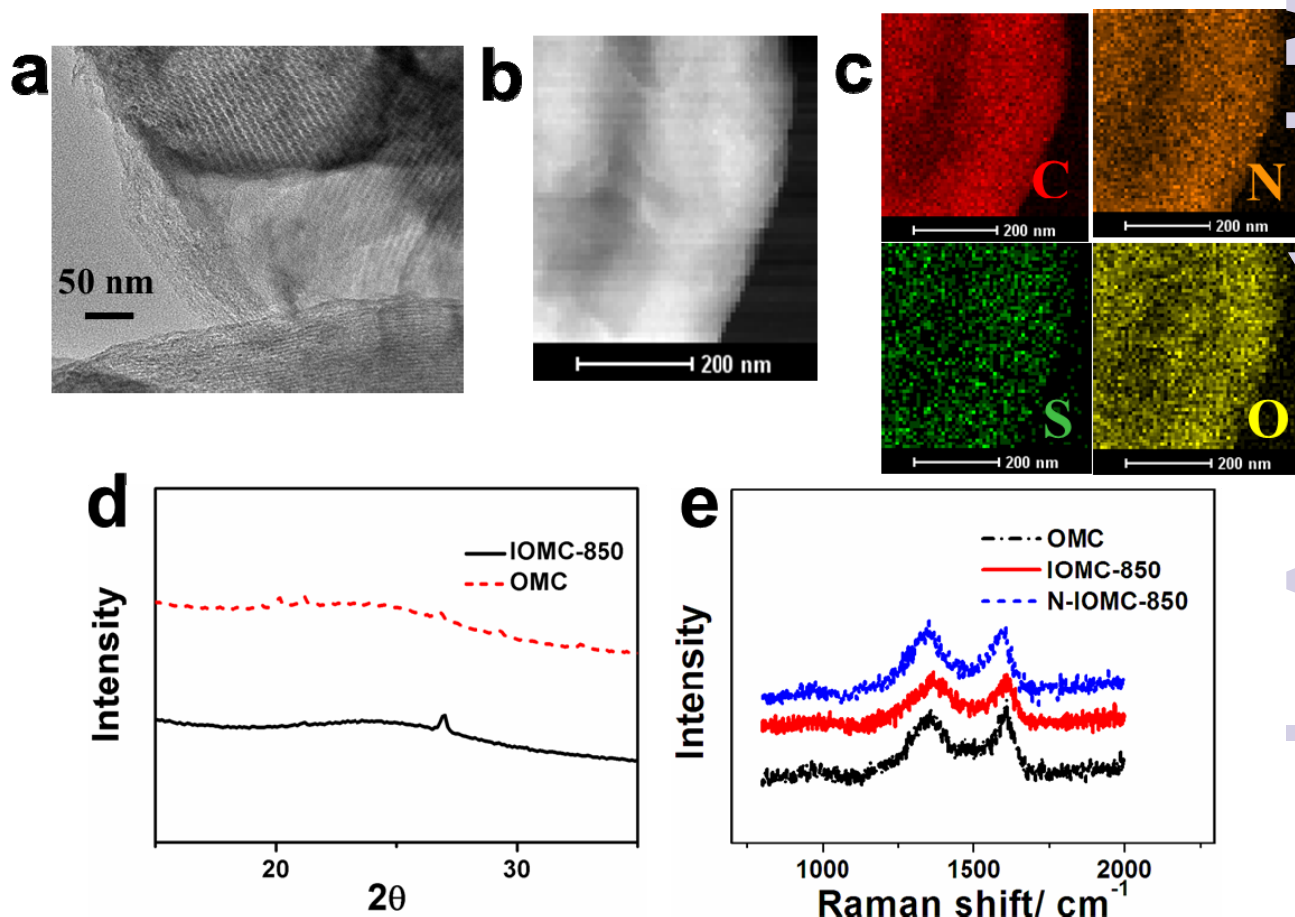 a
50 nm
b
200 nm
c
C
200 nm
N
200 nm
S
200 nm
O
200 nm
d
IOMC-850
OMC
Intensity
20
30
2θ
e
OMC
IOMC-850
N-IOMC-850
Intensity
1000
1500
2000
Raman shift/ cm⁻¹